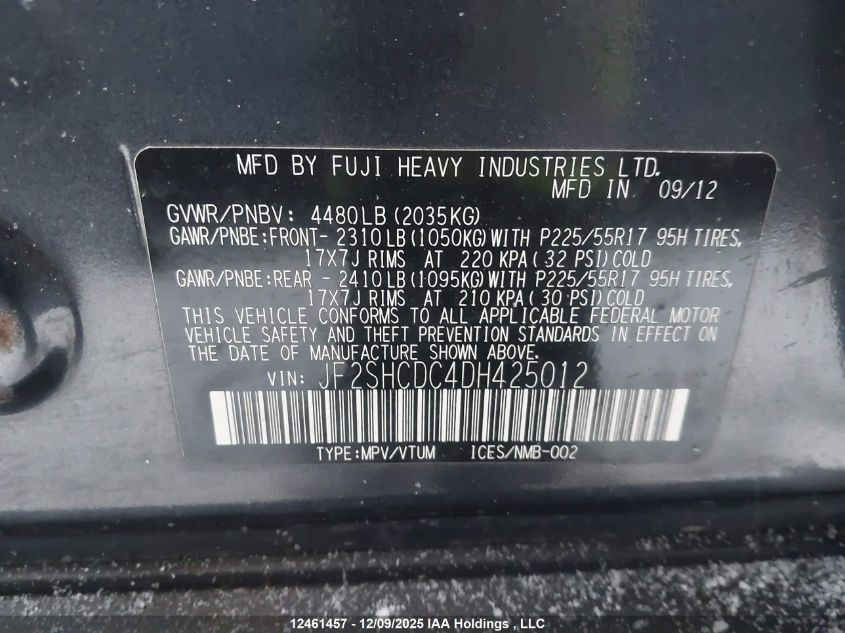 MFD BY FUJI HEAVY INDUSTRIES LTD.
MFD IN 09/12
GVWR/PNBV: 4480LB(2035KG)
GAWR/PNBE:FRONT- 2310LB(1050KG)WITH P225/55R17 95H TIRES,
17X7J RIMS AT 220 KPA(32 PSI)COLD
GAWR/PNBE:REAR - 2410LB(1095KG)WITH P225/55R17 95H TIRES,
17X7J RIMS AT 210 KPA(30 PSI)COLD
THIS VEHICLE CONFORMS TO ALL APPLICABLE FEDERAL MOTOR
VEHICLE SAFETY AND THEFT PREVENTION STANDARDS IN EFFECT ON
THE DATE OF MANUFACTURE SHOWN ABOVE.
VIN: JF2SHCDC4DH425012
TYPE:MPV/VTUM ICES/NMB-002
12461457 - 12/09/2025 IAA Holdings , LLC